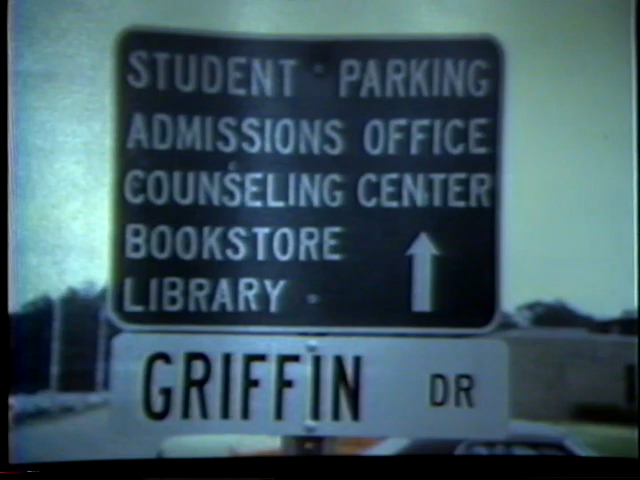 STUDENT PARKING
ADMISSIONS OFFICE
COUNSELING CENTER
BOOKSTORE
LIBRARY
GRIFFIN DR